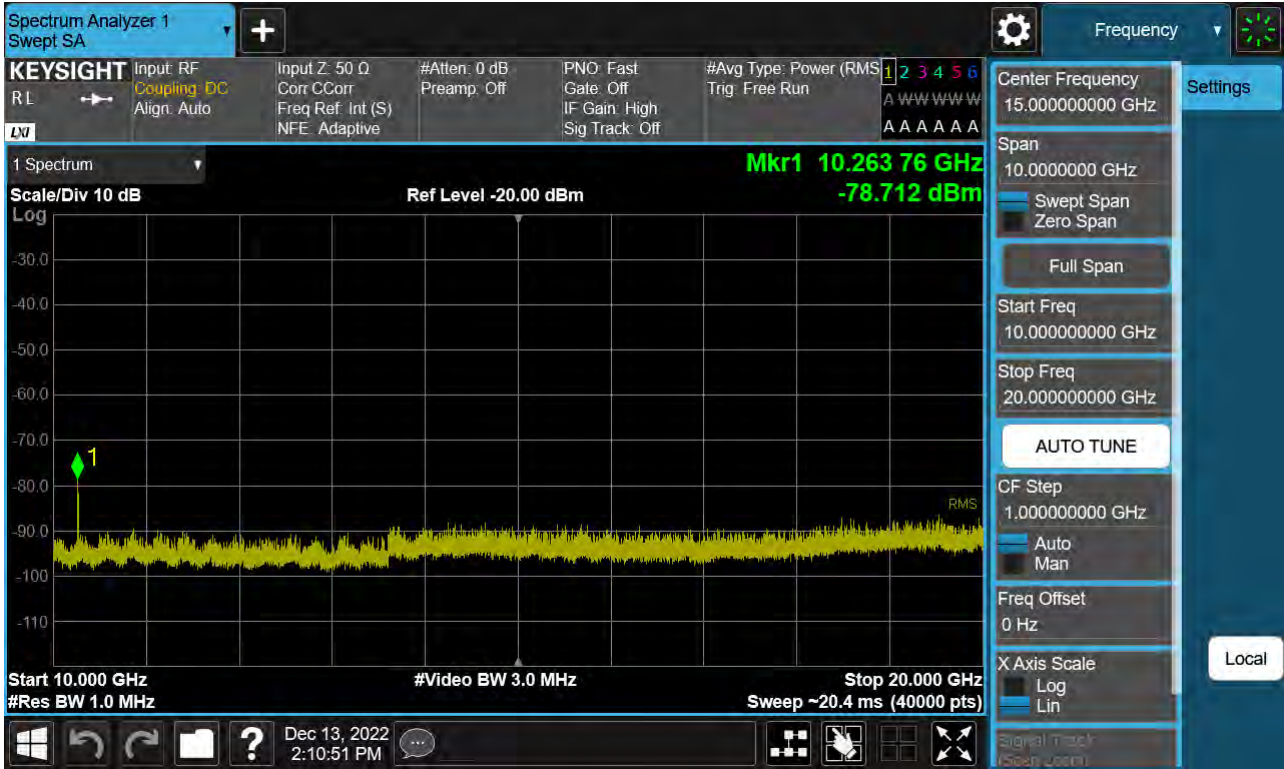 Spectrum Analyzer 1
Swept SA
Frequency
KEYSIGHT
R L
LXI
Input: RF
Coupling: DC
Align: Auto
Input Z: 50 Ω
Corr CCorr
Freq Ref: Int (S)
NFE: Adaptive
#Atten: 0 dB
Preamp: Off
PNO: Fast
Gate: Off
IF Gain: High
Sig Track: Off
#Avg Type: Power (RMS
Trig: Free Run
1 2 3 4 5 6
A W W W W W
A A A A A A
1 Spectrum
Mkr1 10.263 76 GHz
Scale/Div 10 dB
Ref Level -20.00 dBm
-78.712 dBm
Log
-30.0
-40.0
-50.0
-60.0
-70.0
1
-80.0
RMS
-90.0
-100
-110
Start 10.000 GHz
#Video BW 3.0 MHz
Stop 20.000 GHz
#Res BW 1.0 MHz
Sweep ~20.4 ms (40000 pts)
Dec 13, 2022
2:10:51 PM
Center Frequency
15.000000000 GHz
Settings
Span
10.0000000 GHz
Swept Span
Zero Span
Full Span
Start Freq
10.000000000 GHz
Stop Freq
20.000000000 GHz
AUTO TUNE
CF Step
1.000000000 GHz
Auto
Man
Freq Offset
0 Hz
X Axis Scale
Log
Lin
Local
Signal Track
(Span Zoom)